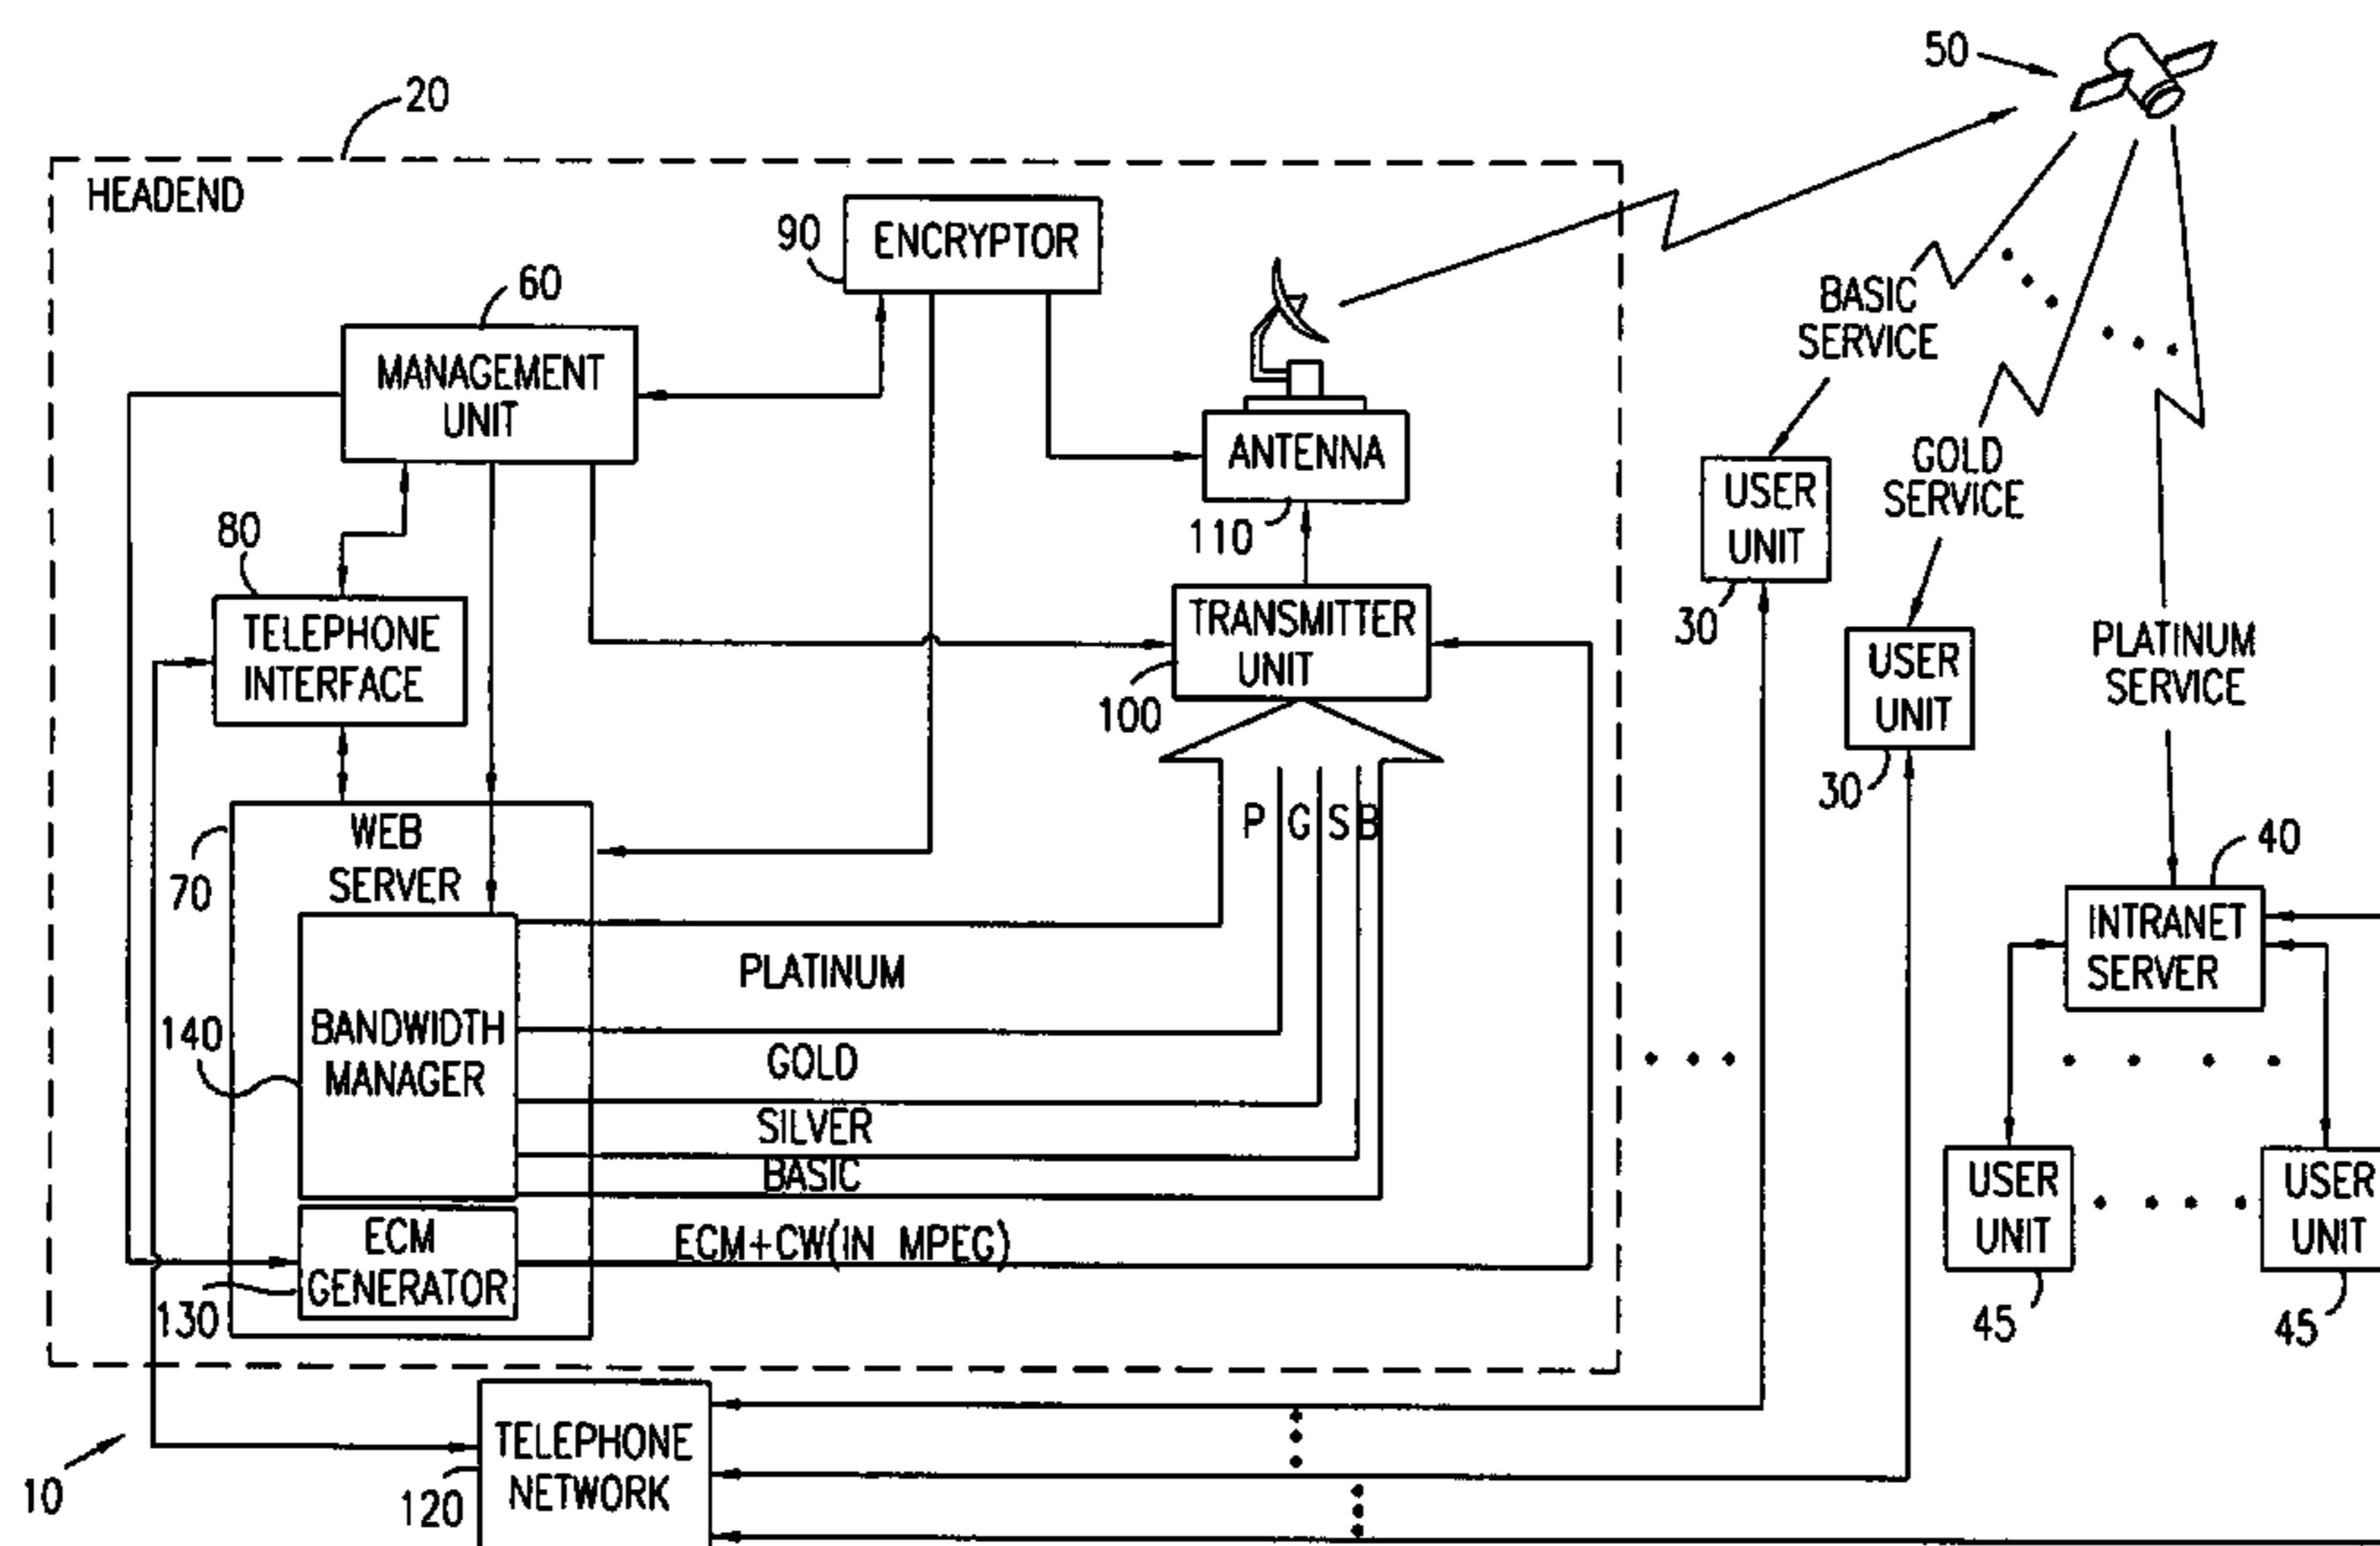 50
20
HEADEND
90
ENCRYPTOR
60
MANAGEMENT
UNIT
BASIC
SERVICE
ANTENNA
110
GOLD
SERVICE
USER
UNIT
30
80
TELEPHONE
INTERFACE
TRANSMITTER
UNIT
100
USER
UNIT
30
PLATINUM
SERVICE
P G S B
WEB
SERVER
70
40
INTRANET
SERVER
PLATINUM
140
BANDWIDTH
MANAGER
GOLD
SILVER
BASIC
USER
UNIT
45
USER
UNIT
45
ECM
GENERATOR
130
ECM+CW(IN MPEG)
10
TELEPHONE
NETWORK
120